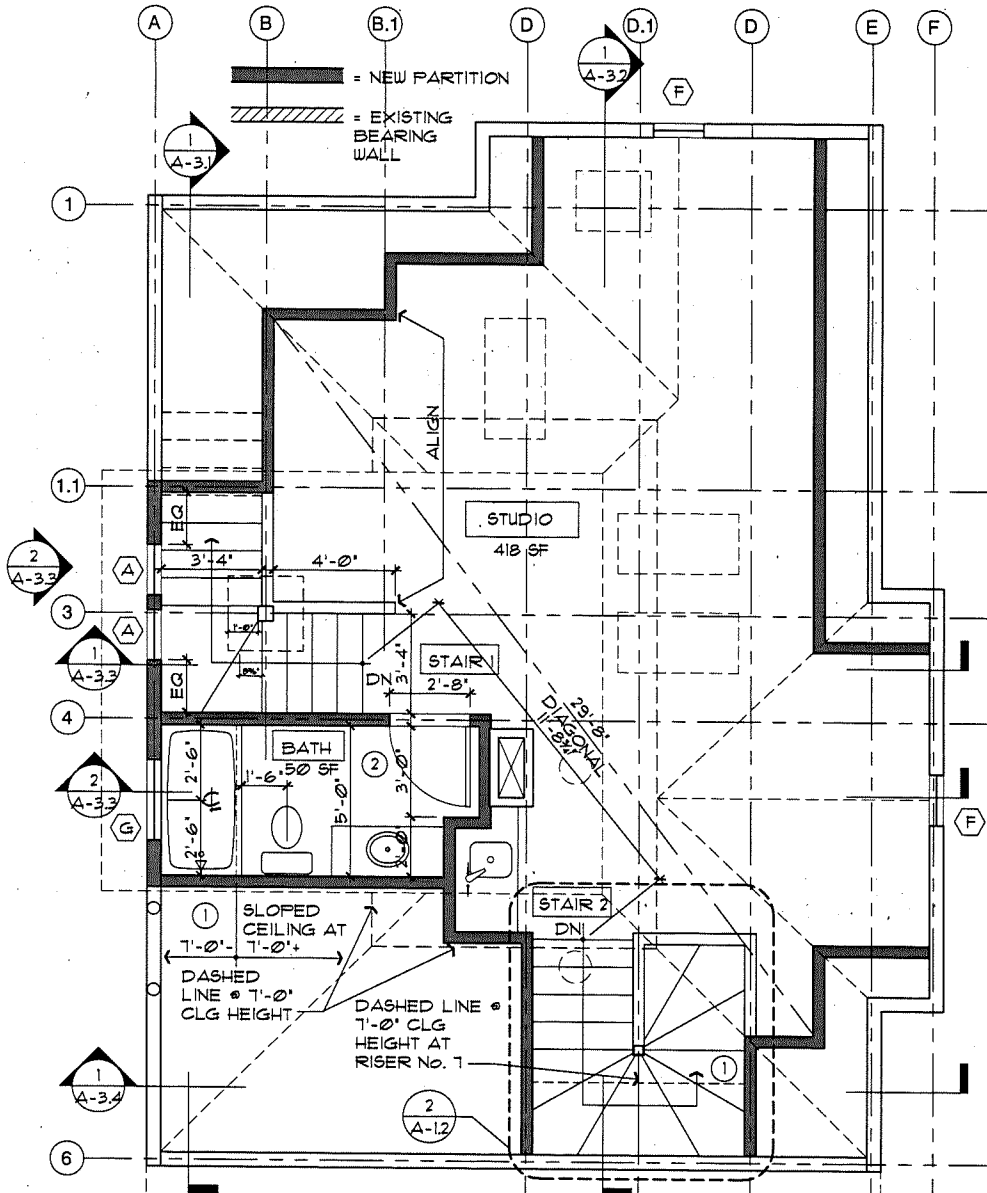 A B B.1 D D.1 D E F
= NEW PARTITION
= EXISTING
BEARING
WALL
1
A-3.2
F
1
A-3.1
1
1.1
ALIGN
STUDIO
418 SF
EQ
3'-4"
4'-0"
2
A-3.3
A
3
A
1'-0"
1
A-3.3
EQ
STAIR 1
DN
2'-8"
3'-4"
4
29'-8"
DIAGONAL
BATH
50 SF
2
2'-6"
1'-6"
5'-0"
3'-0"
2
A-3.3
G
2'-6"
2'-0"
F
1
SLOPED
CEILING AT
7'-0"- 7'-0"+
DASHED
LINE @ 7'-0"
CLG HEIGHT
STAIR 2
DN
DASHED LINE @
7'-0" CLG
HEIGHT AT
RISER No. 7
1
1
A-3.4
2
A-1.2
6